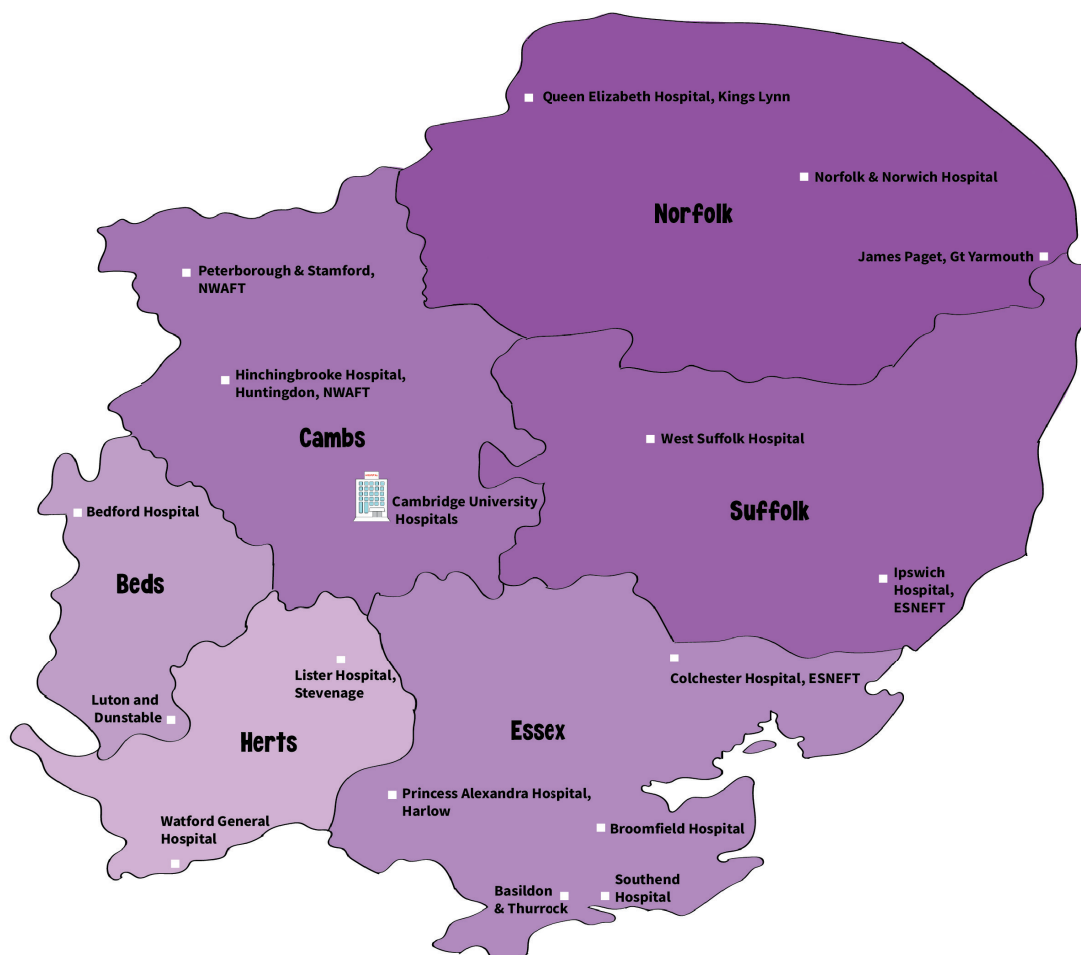 Queen Elizabeth Hospital, Kings Lynn
Norfolk & Norwich Hospital
Norfolk
James Paget, Gt Yarmouth
Peterborough & Stamford,
NWAFT
Hinchingbrooke Hospital,
Huntingdon, NWAFT
Cambs
West Suffolk Hospital
Cambridge University
Hospitals
Suffolk
Bedford Hospital
Beds
Ipswich
Hospital,
ESNEFT
Lister Hospital,
Stevenage
Colchester Hospital, ESNEFT
Luton and
Dunstable
Herts
Essex
Princess Alexandra Hospital,
Harlow
Watford General
Hospital
Broomfield Hospital
Basildon
& Thurrock
Southend
Hospital